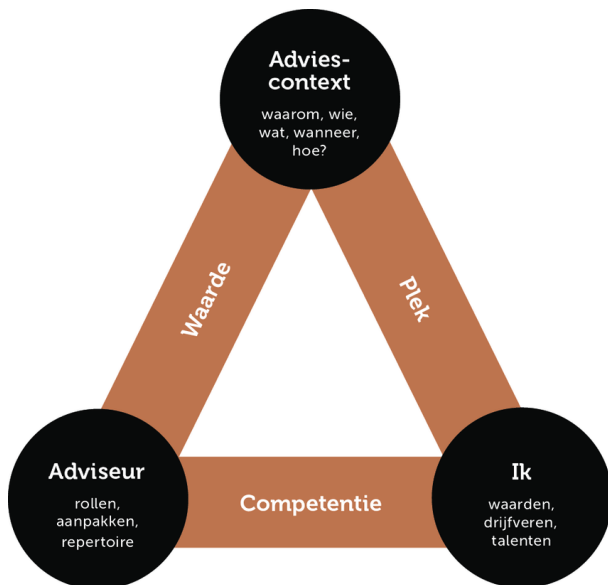 Advies-
context
waarom, wie,
wat, wanneer,
hoe?
Waarde
Plek
Adviseur
rollen,
aanpakken,
repertoire
Competentie
Ik
waarden,
drijfveren,
talenten